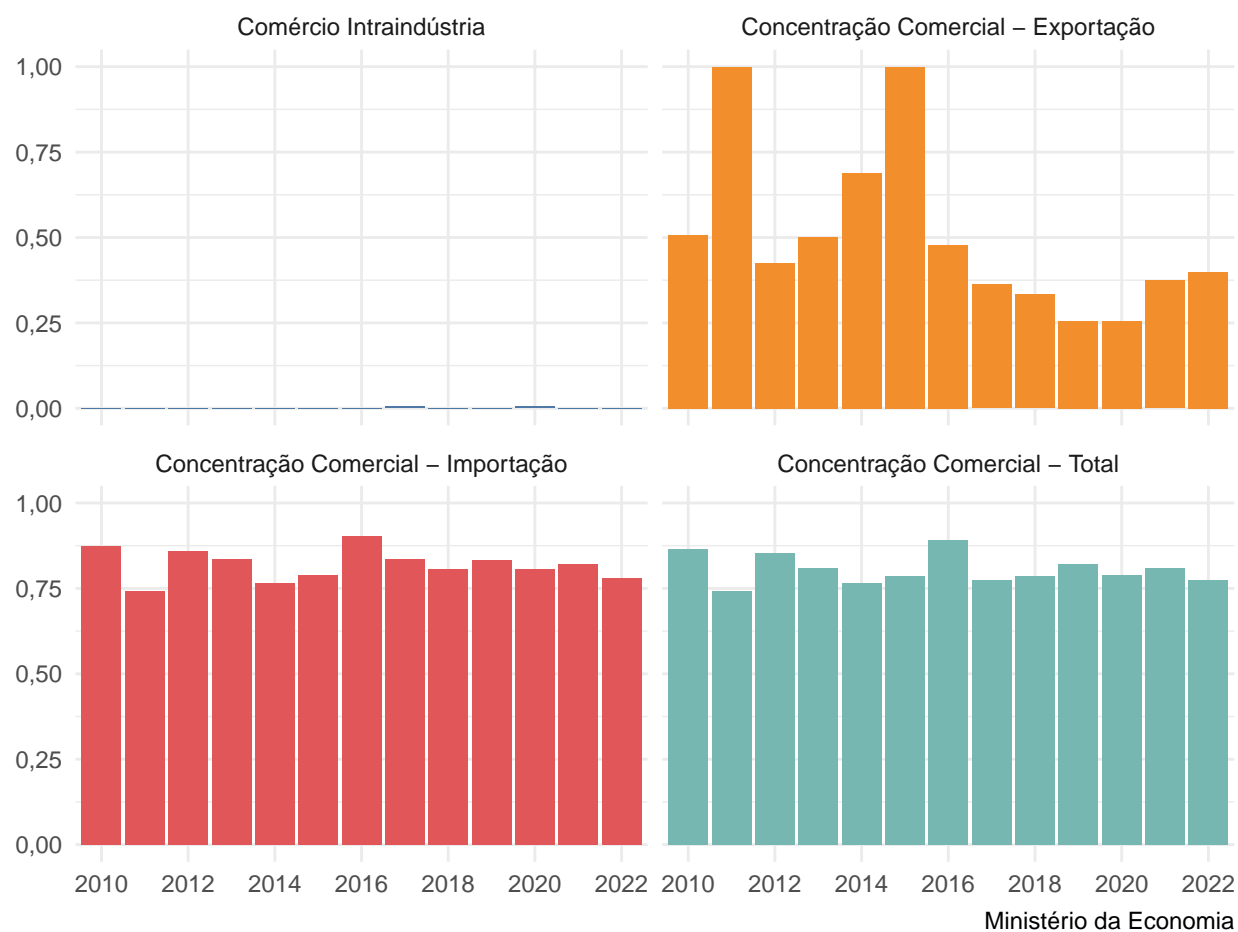 Comércio Intraindústria
Concentração Comercial – Exportação
1,00
0,75
0,50
0,25
0,00
Concentração Comercial – Importação
Concentração Comercial – Total
1,00
0,75
0,50
0,25
0,00
2010 2012 2014 2016 2018 2020 2022
2010 2012 2014 2016 2018 2020 2022
Ministério da Economia